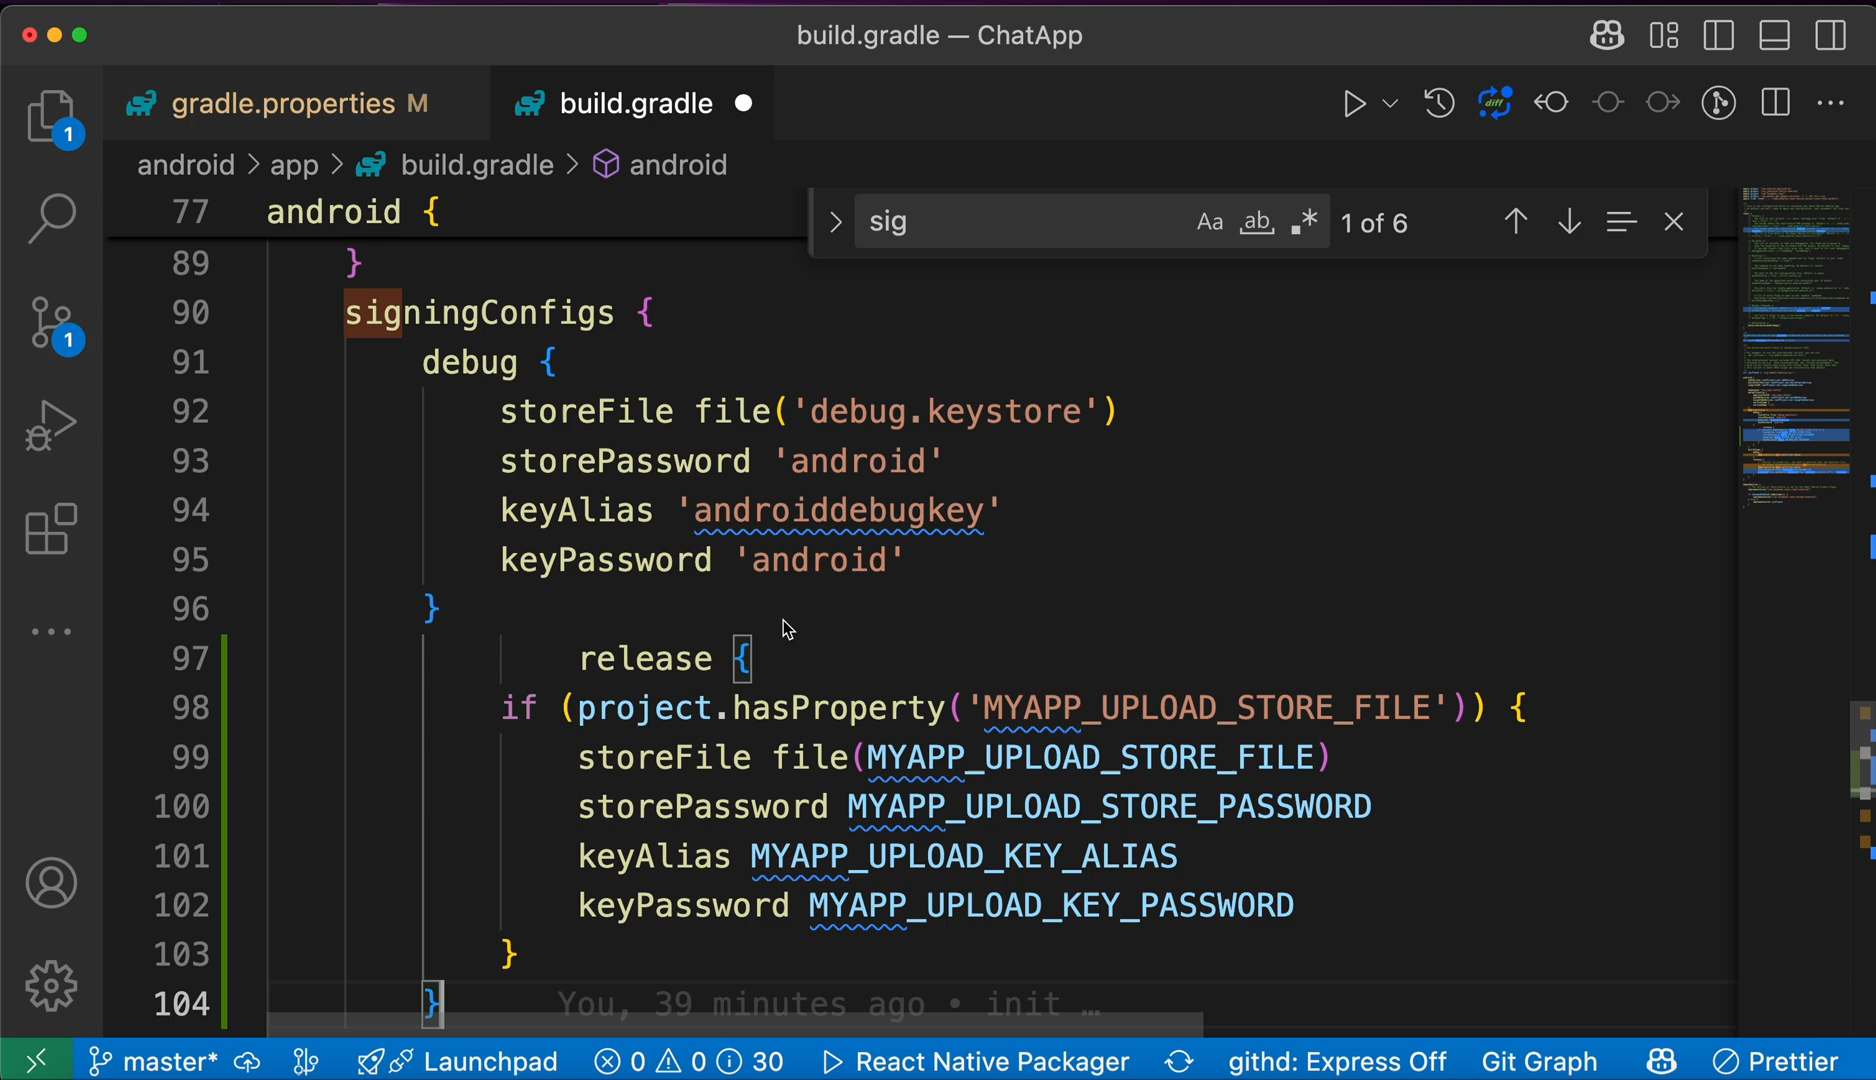 build.gradle — ChatApp
gradle.properties M
build.gradle
android > app > build.gradle > android
77 android {
sig
Aa ab .* 1 of 6
89 }
90 signingConfigs {
91 debug {
92 storeFile file('debug.keystore')
93 storePassword 'android'
94 keyAlias 'androiddebugkey'
95 keyPassword 'android'
96 }
97 release {
98 if (project.hasProperty('MYAPP_UPLOAD_STORE_FILE')) {
99 storeFile file(MYAPP_UPLOAD_STORE_FILE)
100 storePassword MYAPP_UPLOAD_STORE_PASSWORD
101 keyAlias MYAPP_UPLOAD_KEY_ALIAS
102 keyPassword MYAPP_UPLOAD_KEY_PASSWORD
103 }
104 } You, 39 minutes ago • init …
1
1
diff
master* Launchpad 0 0 30 React Native Packager githd: Express Off Git Graph Prettier